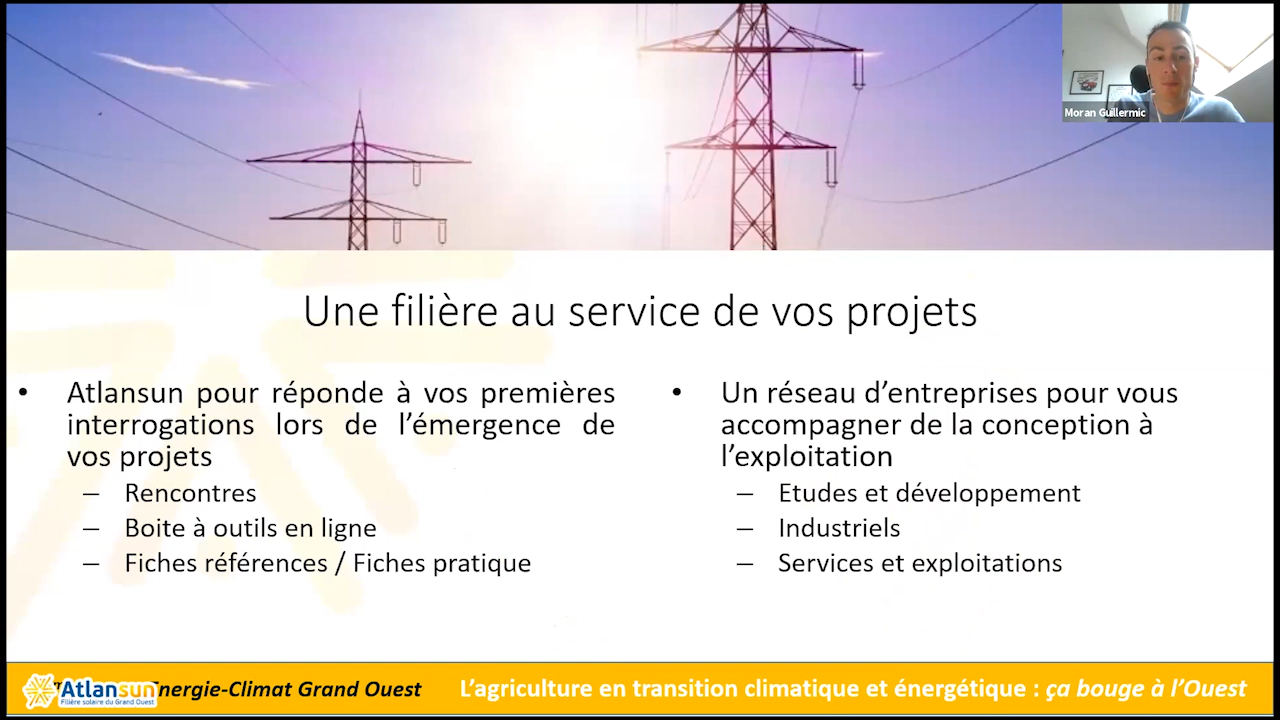 Moran Guillermic
Une filière au service de vos projets
• Atlansun pour réponde à vos premières
interrogations lors de l’émergence de
vos projets
– Rencontres
– Boite à outils en ligne
– Fiches références / Fiches pratique
• Un réseau d’entreprises pour vous
accompagner de la conception à
l’exploitation
– Etudes et développement
– Industriels
– Services et exploitations
Atlansun
Filière solaire du Grand Ouest
Energie-Climat Grand Ouest
L’agriculture en transition climatique et énergétique : ça bouge à l’Ouest